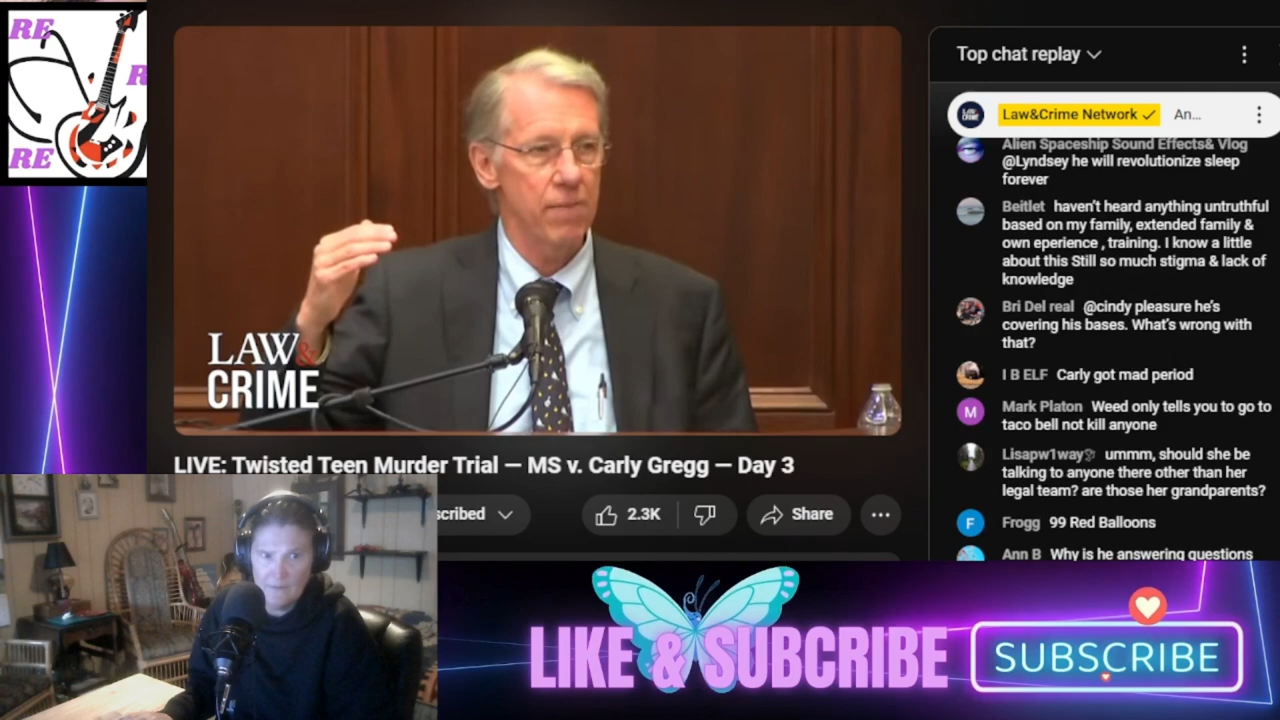 RE
R
RE
LAW&
CRIME
LIVE: Twisted Teen Murder Trial — MS v. Carly Gregg — Day 3
scribed
2.3K
Share
...
Top chat replay
LAW&
CRIME
Law&Crime Network
An...
Alien Spaceship Sound Effects& Vlog
@Lyndsey he will revolutionize sleep
forever
Beitlet haven't heard anything untruthful
based on my family, extended family &
own eperience , training. I know a little
about this Still so much stigma & lack of
knowledge
Bri Del real @cindy pleasure he's
covering his bases. What's wrong with
that?
I B ELF Carly got mad period
M
Mark Platon Weed only tells you to go to
taco bell not kill anyone
Lisapw1way ummm, should she be
talking to anyone there other than her
legal team? are those her grandparents?
F
Frogg 99 Red Balloons
Ann B Why is he answering questions
LIKE & SUBCRIBE
SUBSCRIBE